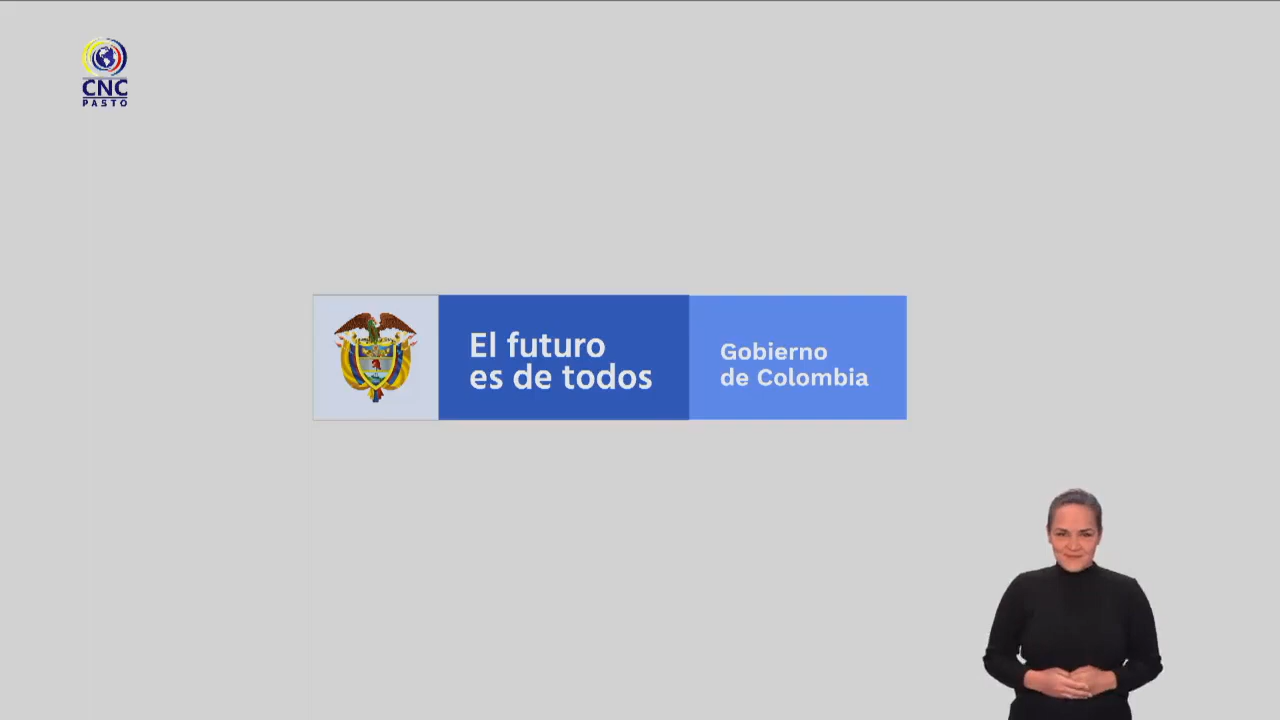 CNC
PASTO
El futuro
es de todos
Gobierno
de Colombia